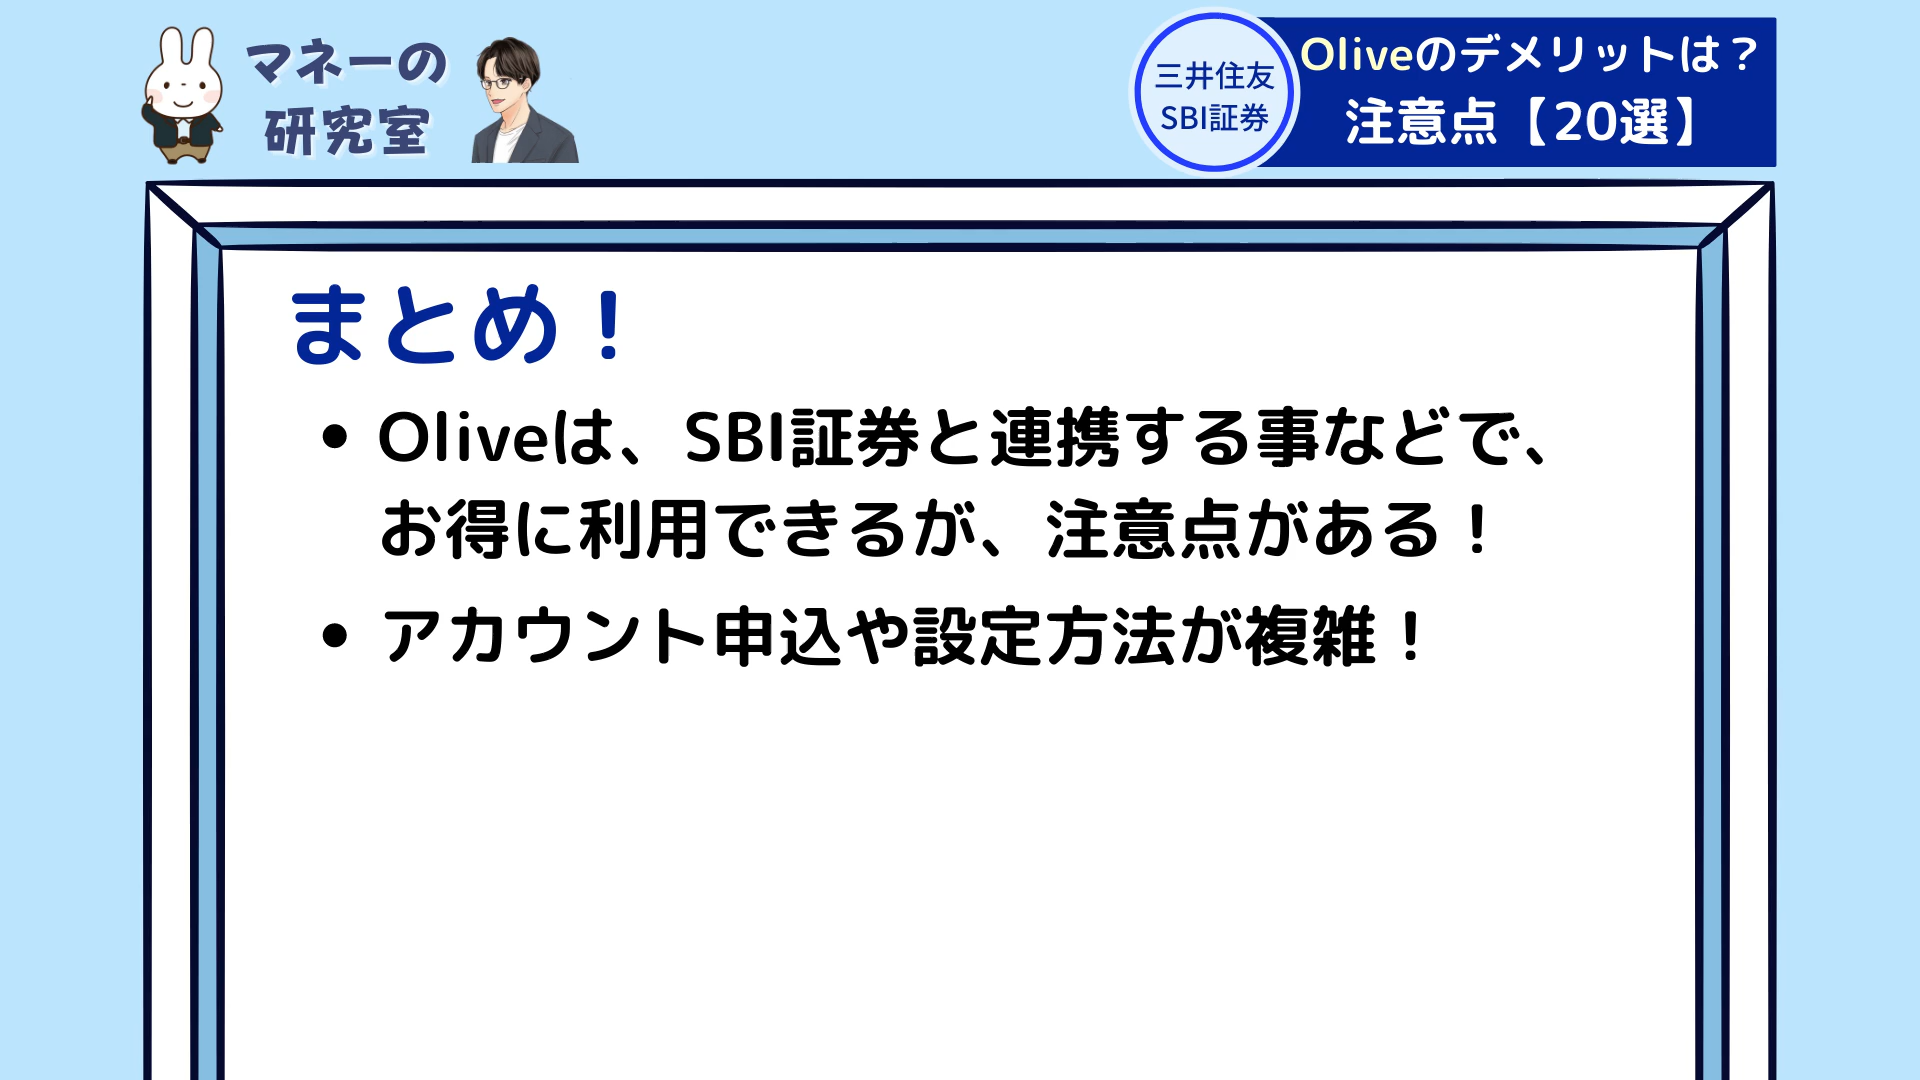 マネーの
研究室
三井住友
SBI証券
Oliveのデメリットは？
注意点【20選】
まとめ！
• Oliveは、SBI証券と連携する事などで、
お得に利用できるが、注意点がある！
• アカウント申込や設定方法が複雑！